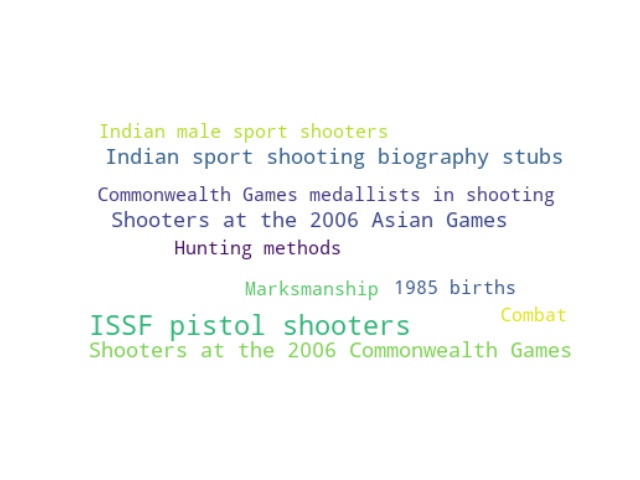 Indian male sport shooters
Indian sport shooting biography stubs
Commonwealth Games medallists in shooting
Shooters at the 2006 Asian Games
Hunting methods
Marksmanship 1985 births
Combat
ISSF pistol shooters
Shooters at the 2006 Commonwealth Games